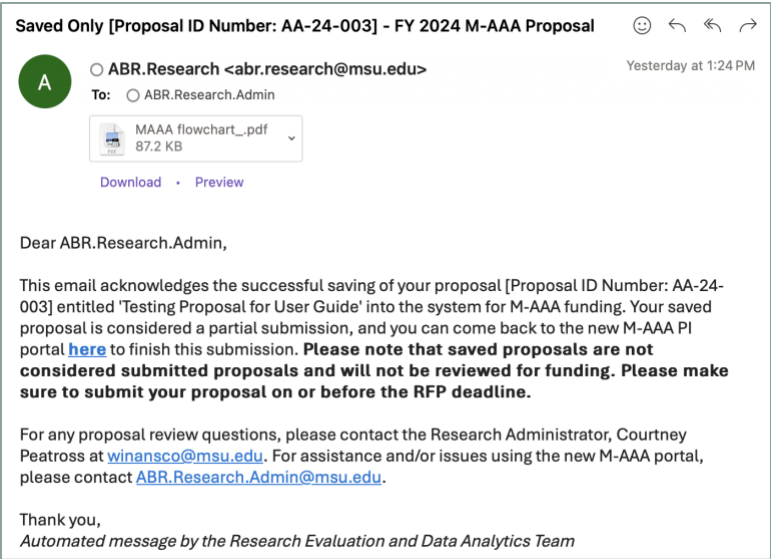 Saved Only [Proposal ID Number: AA-24-003] - FY 2024 M-AAA Proposal
A
ABR.Research <abr.research@msu.edu>
Yesterday at 1:24 PM
To: ABR.Research.Admin
MAAA flowchart_.pdf
87.2 KB
Download • Preview
Dear ABR.Research.Admin,
This email acknowledges the successful saving of your proposal [Proposal ID Number: AA-24-
003] entitled 'Testing Proposal for User Guide' into the system for M-AAA funding. Your saved
proposal is considered a partial submission, and you can come back to the new M-AAA PI
portal here to finish this submission. Please note that saved proposals are not
considered submitted proposals and will not be reviewed for funding. Please make
sure to submit your proposal on or before the RFP deadline.
For any proposal review questions, please contact the Research Administrator, Courtney
Peatross at winansco@msu.edu. For assistance and/or issues using the new M-AAA portal,
please contact ABR.Research.Admin@msu.edu.
Thank you,
Automated message by the Research Evaluation and Data Analytics Team